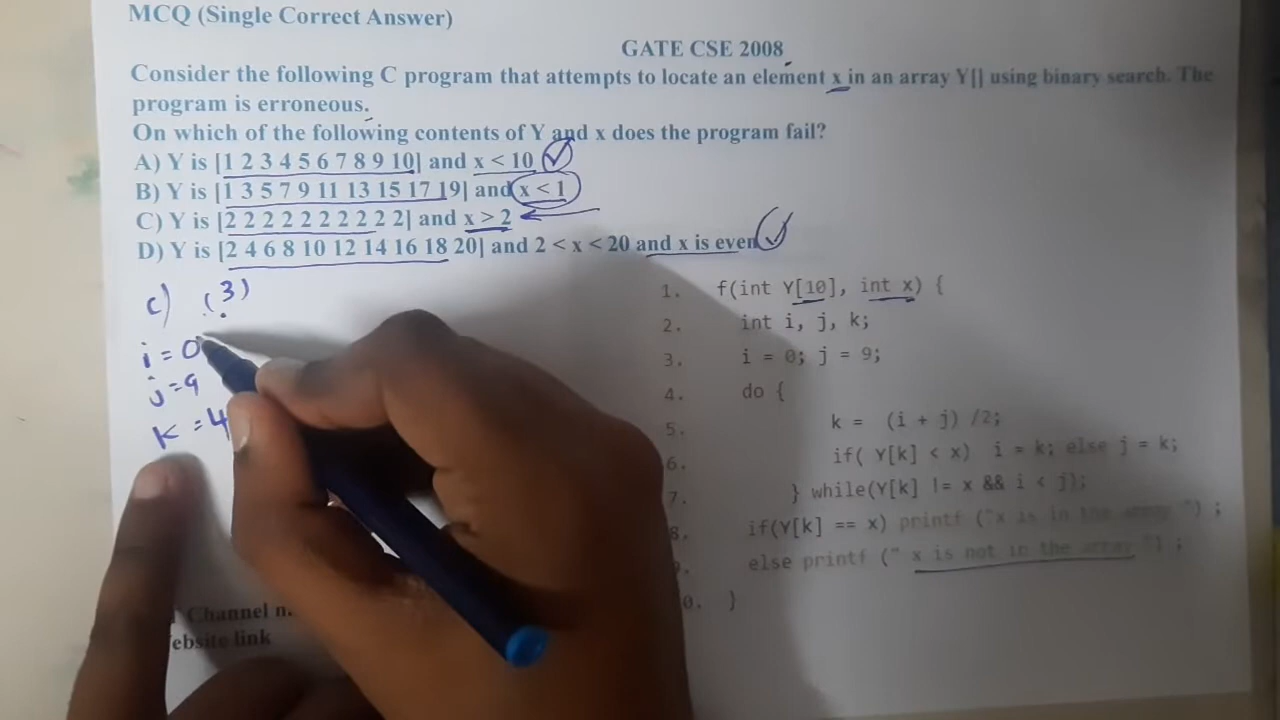 MCQ (Single Correct Answer)
GATE CSE 2008
Consider the following C program that attempts to locate an element x in an array Y[] using binary search. The
program is erroneous.
On which of the following contents of Y and x does the program fail?
A) Y is [1 2 3 4 5 6 7 8 9 10] and x < 10
B) Y is [1 3 5 7 9 11 13 15 17 19] and x < 1
C) Y is [2 2 2 2 2 2 2 2 2 2] and x > 2
D) Y is [2 4 6 8 10 12 14 16 18 20] and 2 < x < 20 and x is even
c) (3)
i = 0
j = 9
k = 4
1. f(int Y[10], int x) {
2. int i, j, k;
3. i = 0; j = 9;
4. do {
5. k = (i + j) /2;
6. if( Y[k] < x) i = k; else j = k;
7. } while(Y[k] != x && i < j);
8. if(Y[k] == x) printf ("x is in the array ") ;
. else printf (" x is not in the array ") ;
0. }
Channel n.
ebsite link